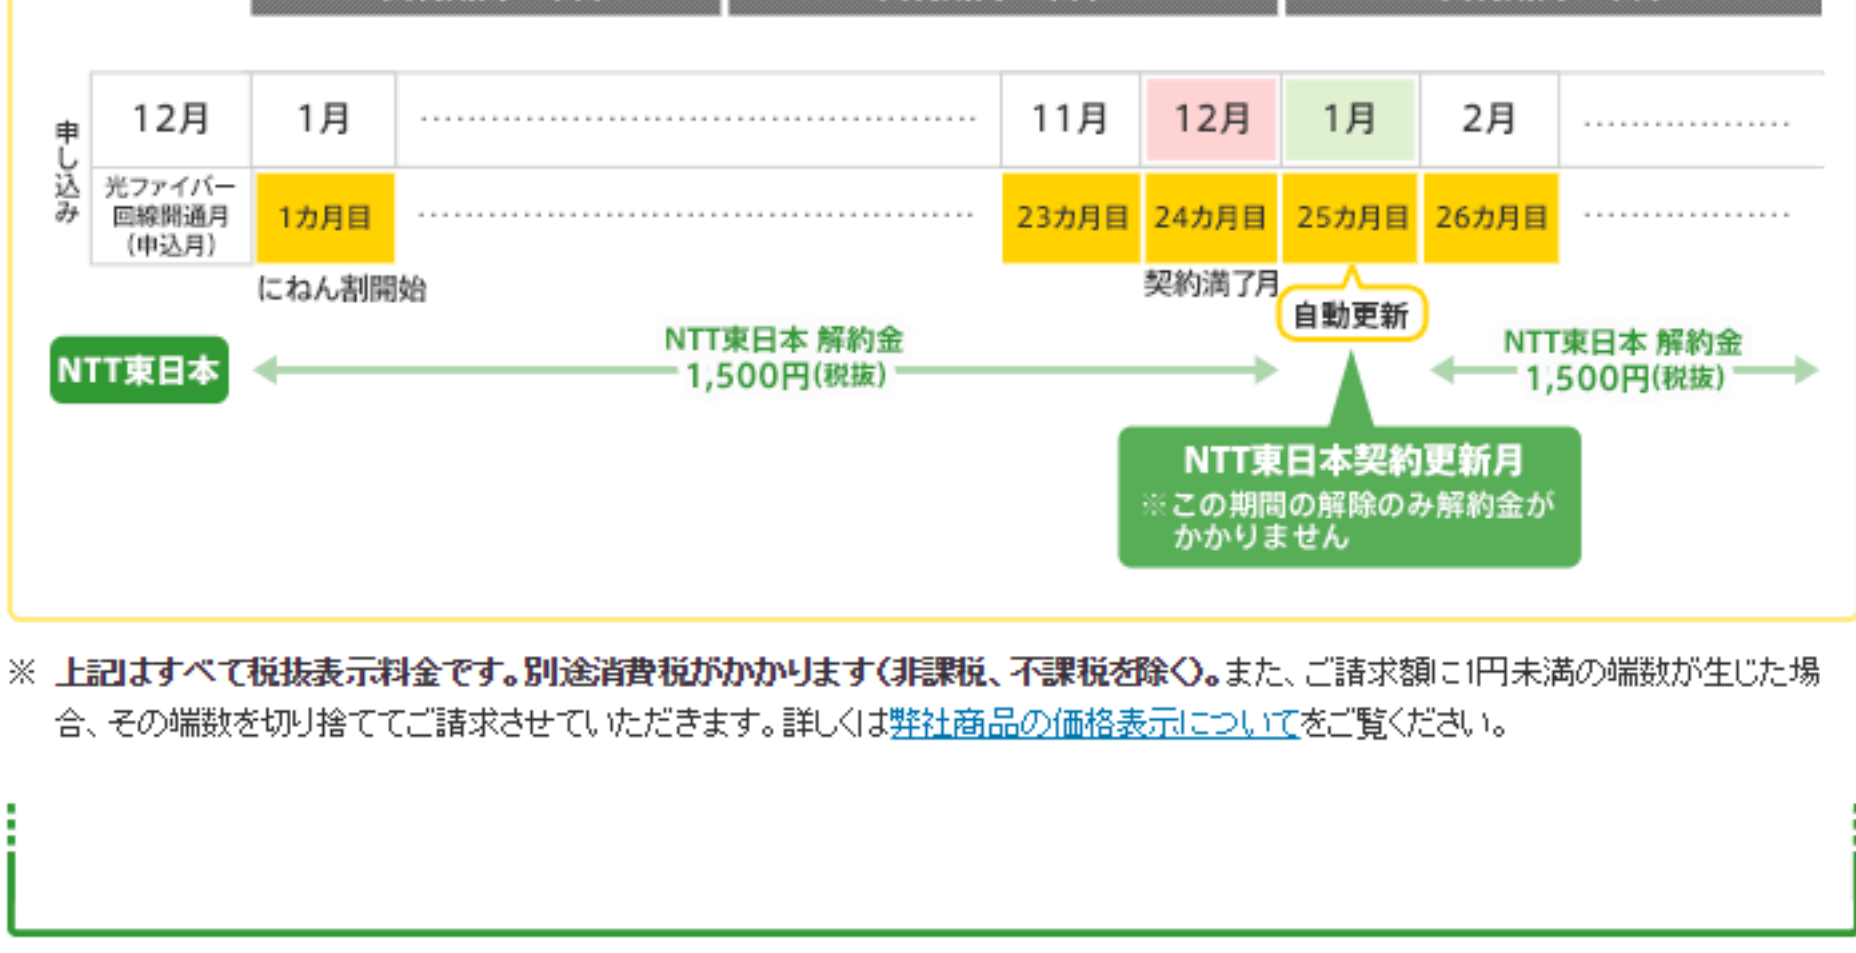 12月 1月 11月 12月 1月 2月
申し込み
光ファイバー
回線開通月
(申込月)
1カ月目 23カ月目 24カ月目 25カ月目 26カ月目
にねん割開始
契約満了月
自動更新
NTT東日本
NTT東日本 解約金
1,500円(税抜)
NTT東日本 解約金
1,500円(税抜)
NTT東日本契約更新月
※この期間の解除のみ解約金が
かかりません
※ 上記はすべて税抜表示料金です。別途消費税がかかります(非課税、不課税を除く)。また、ご請求額に1円未満の端数が生じた場
合、その端数を切り捨ててご請求させていただきます。詳しくは弊社商品の価格表示についてをご覧ください。